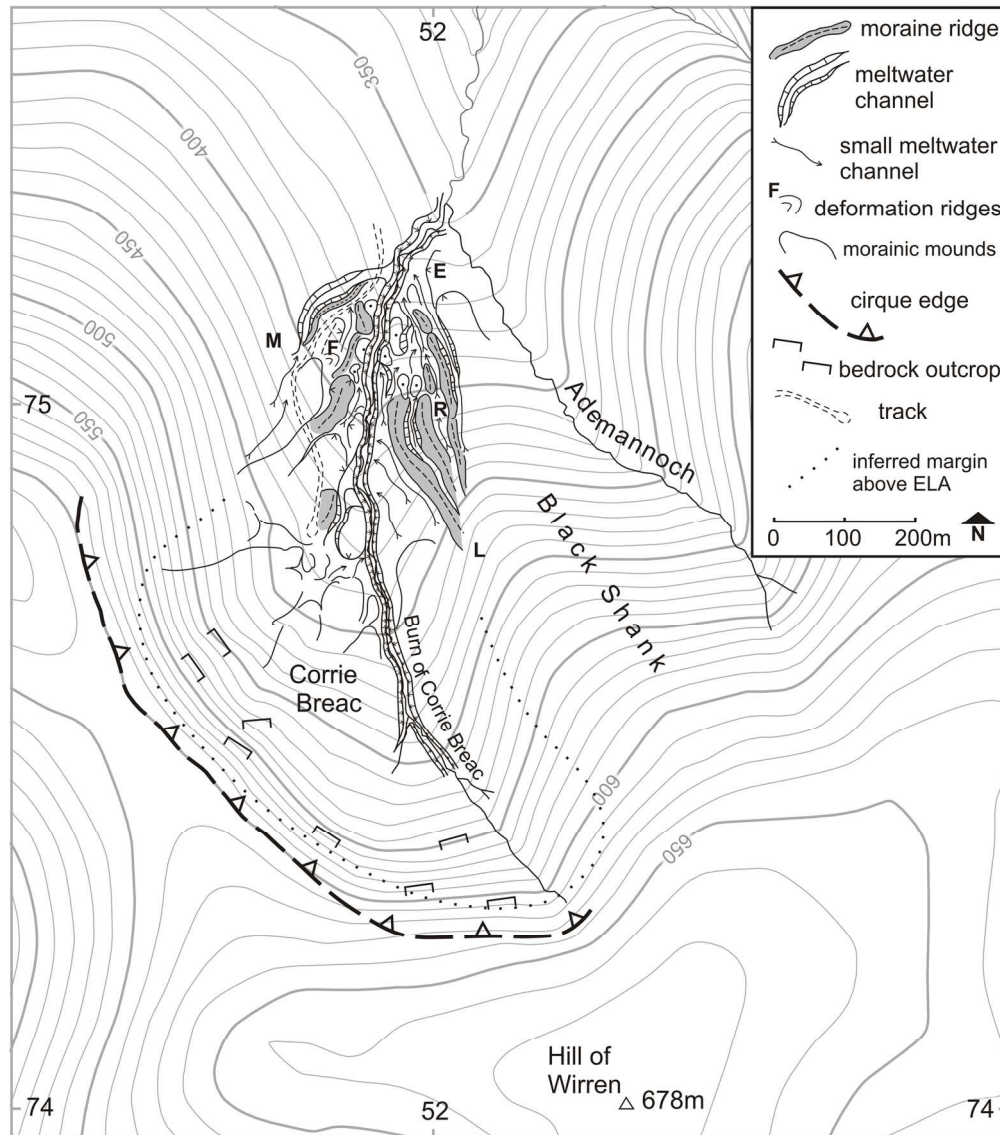 52
350
400
450
500
550
75
M
F
E
R
L
Ademannoch
Black Shank
Burn of Corrie Breac
Corrie
Breac
600
650
Hill of
Wirren
678m
74
52
74
moraine ridge
meltwater
channel
small meltwater
channel
F
deformation ridges
morainic mounds
cirque edge
bedrock outcrop
track
inferred margin
above ELA
0 100 200m
N